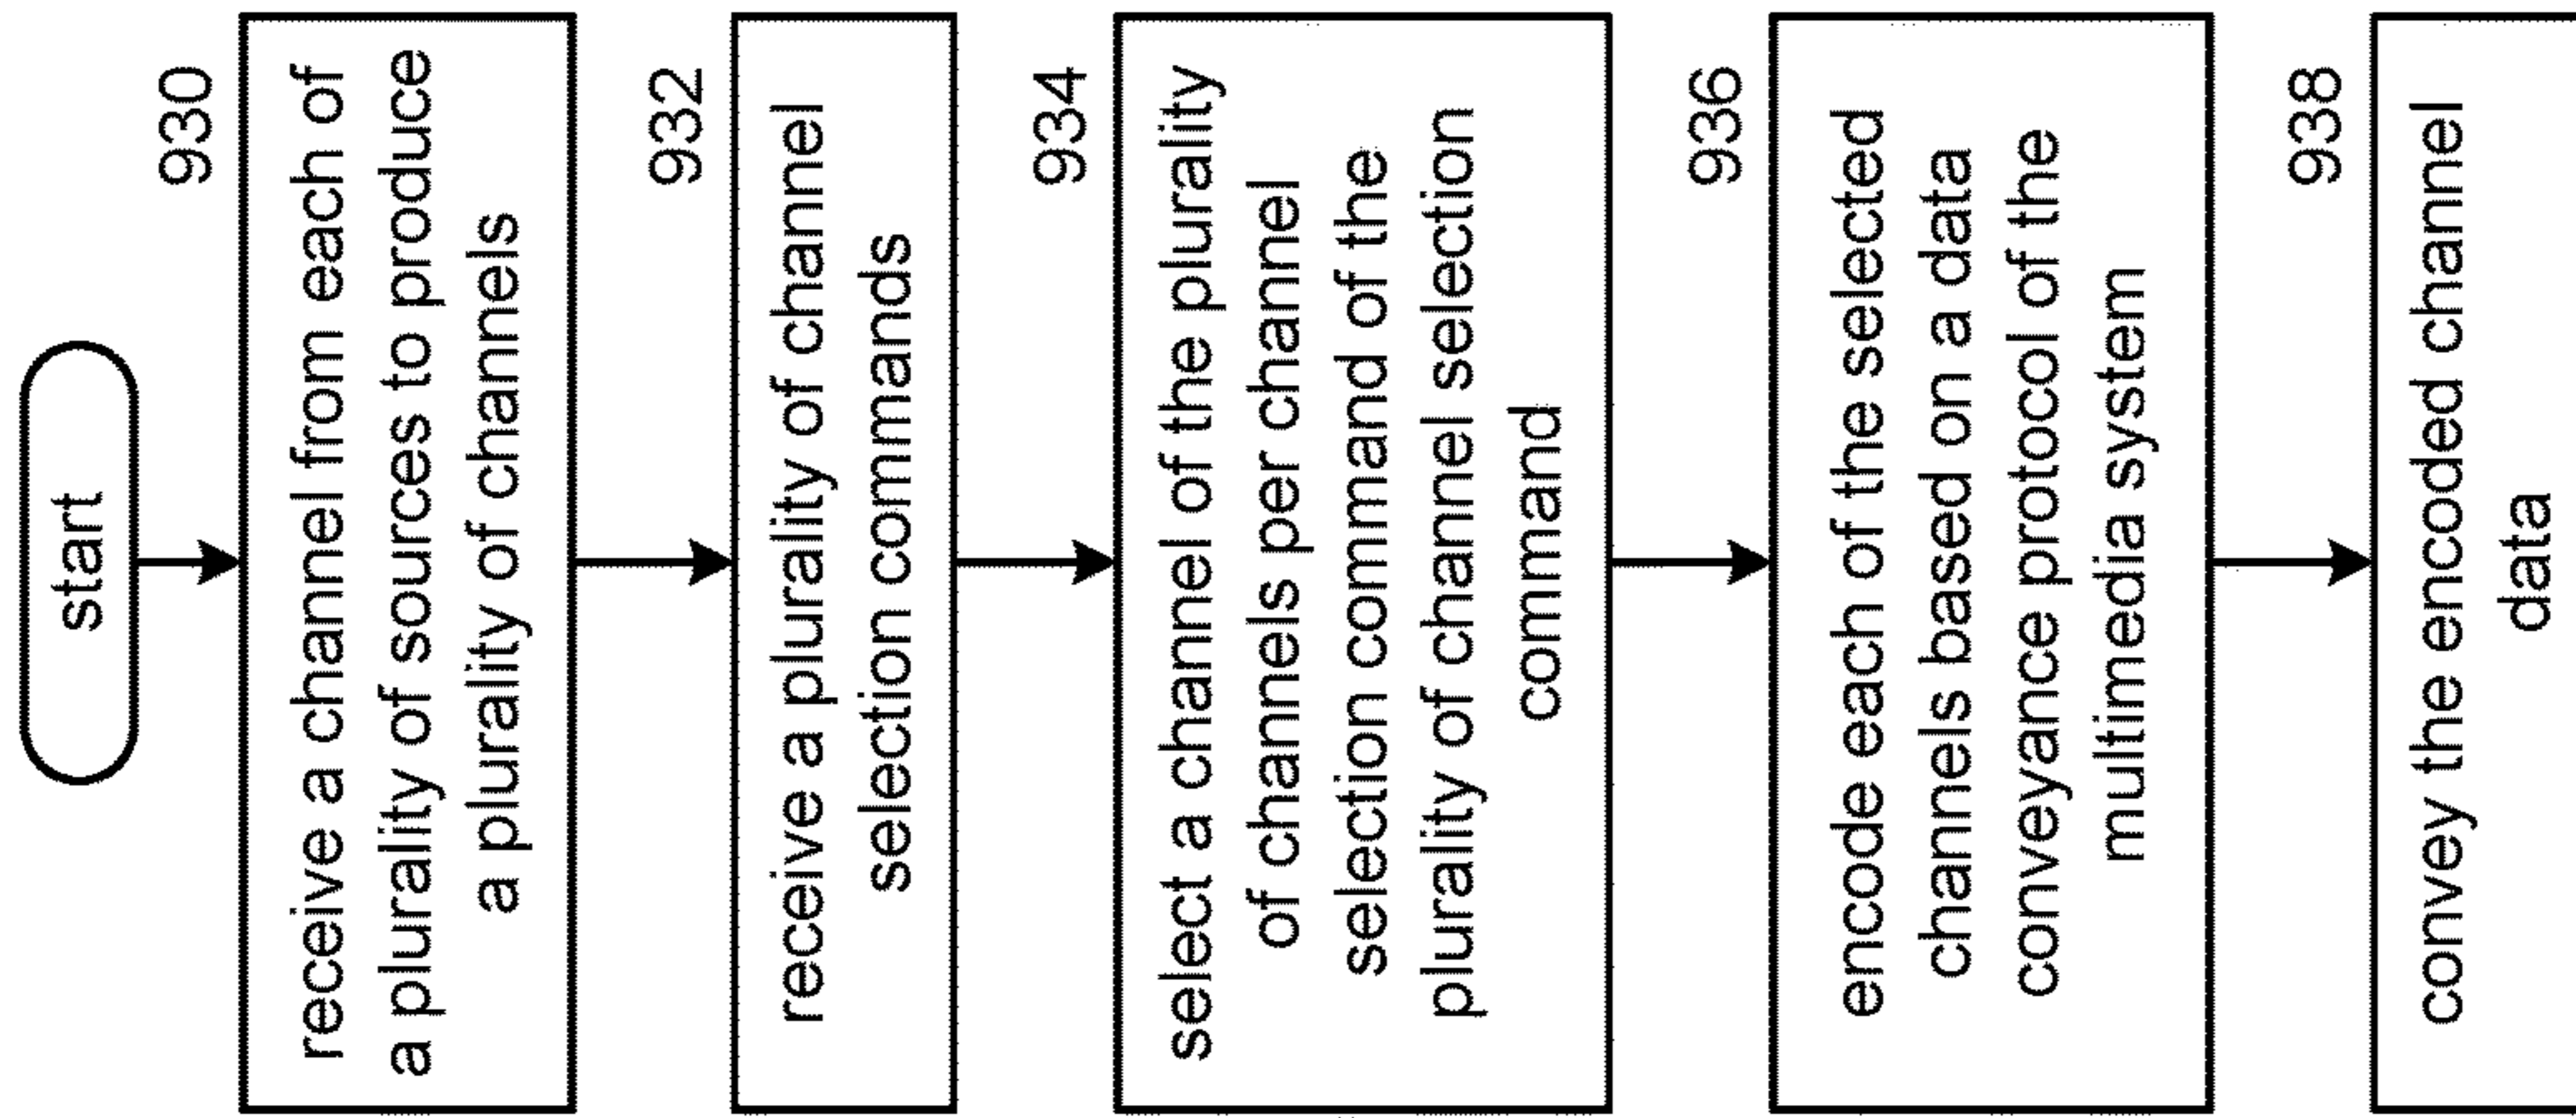 start
930
receive a channel from each of
a plurality of sources to produce
a plurality of channels
932
receive a plurality of channel
selection commands
934
select a channel of the plurality
of channels per channel
selection command of the
plurality of channel selection
command
936
encode each of the selected
channels based on a data
conveyance protocol of the
multimedia system
938
convey the encoded channel
data